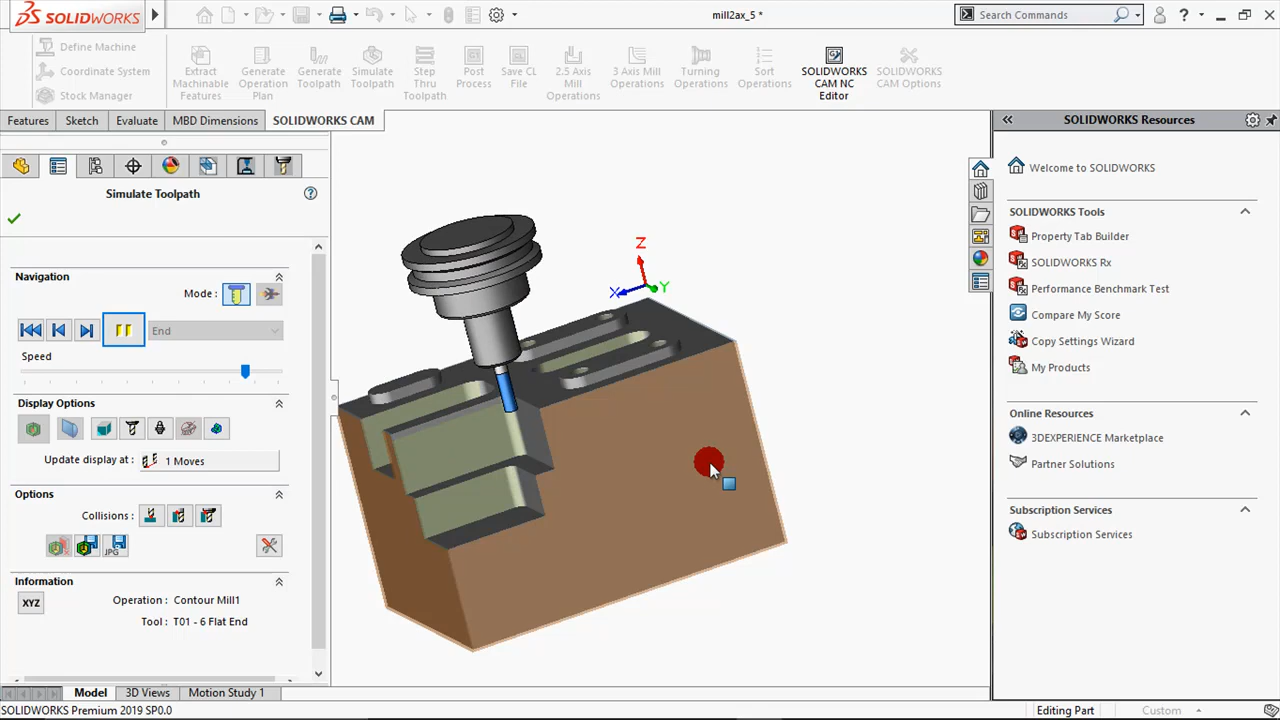 SOLIDWORKS
mill2ax_5 *
Search Commands
?
Define Machine
Coordinate System
Stock Manager
Extract
Machinable
Features
Generate
Operation
Plan
Generate
Toolpath
Simulate
Toolpath
Step
Thru
Toolpath
Post
Process
Save CL
File
2.5 Axis
Mill
Operations
3 Axis Mill
Operations
Turning
Operations
Sort
Operations
SOLIDWORKS
CAM NC
Editor
SOLIDWORKS
CAM Options
Features
Sketch
Evaluate
MBD Dimensions
SOLIDWORKS CAM
Simulate Toolpath
?
Navigation
Mode :
End
Speed
Display Options
Update display at :
1 Moves
Options
Collisions :
JPG
Information
XYZ
Operation : Contour Mill1
Tool : T01 - 6 Flat End
Z
X
Y
SOLIDWORKS Resources
Welcome to SOLIDWORKS
SOLIDWORKS Tools
Property Tab Builder
SOLIDWORKS Rx
Performance Benchmark Test
Compare My Score
Copy Settings Wizard
My Products
Online Resources
3DEXPERIENCE Marketplace
Partner Solutions
Subscription Services
Subscription Services
Model
3D Views
Motion Study 1
SOLIDWORKS Premium 2019 SP0.0
Editing Part
Custom